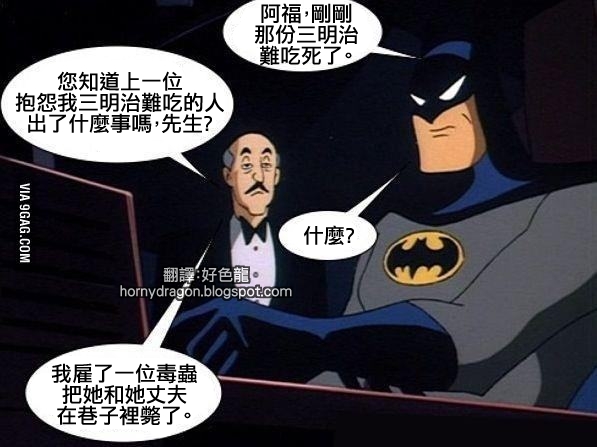 阿福，剛剛
那份三明治
難吃死了。
您知道上一位
抱怨我三明治難吃的人
出了什麼事嗎，先生?
什麼?
我雇了一位毒蟲
把她和她丈夫
在巷子裡斃了。
翻譯:好色龍。
hornydragon.blogspot.com
VIA 9GAG.COM